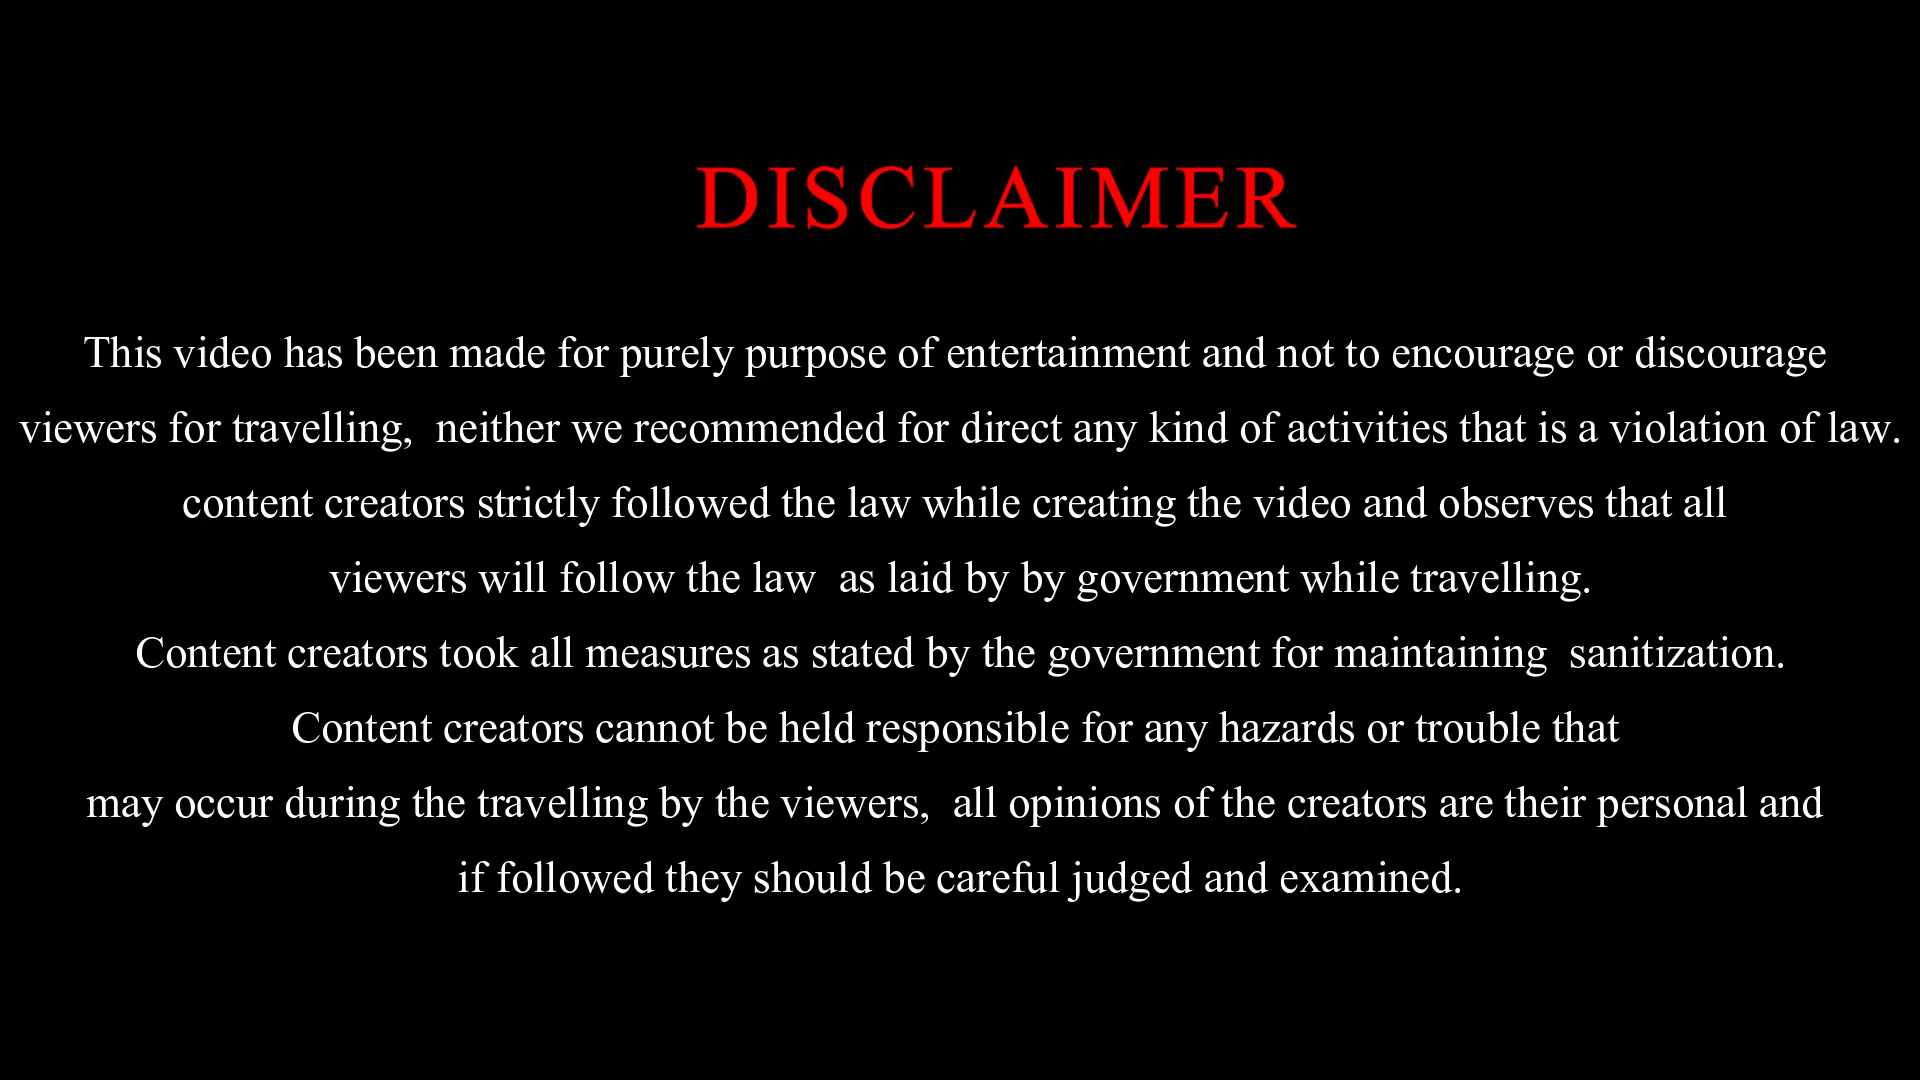 DISCLAIMER
This video has been made for purely purpose of entertainment and not to encourage or discourage
viewers for travelling,  neither we recommended for direct any kind of activities that is a violation of law.
content creators strictly followed the law while creating the video and observes that all
viewers will follow the law  as laid by by government while travelling.
Content creators took all measures as stated by the government for maintaining  sanitization.
Content creators cannot be held responsible for any hazards or trouble that
may occur during the travelling by the viewers,  all opinions of the creators are their personal and
if followed they should be careful judged and examined.